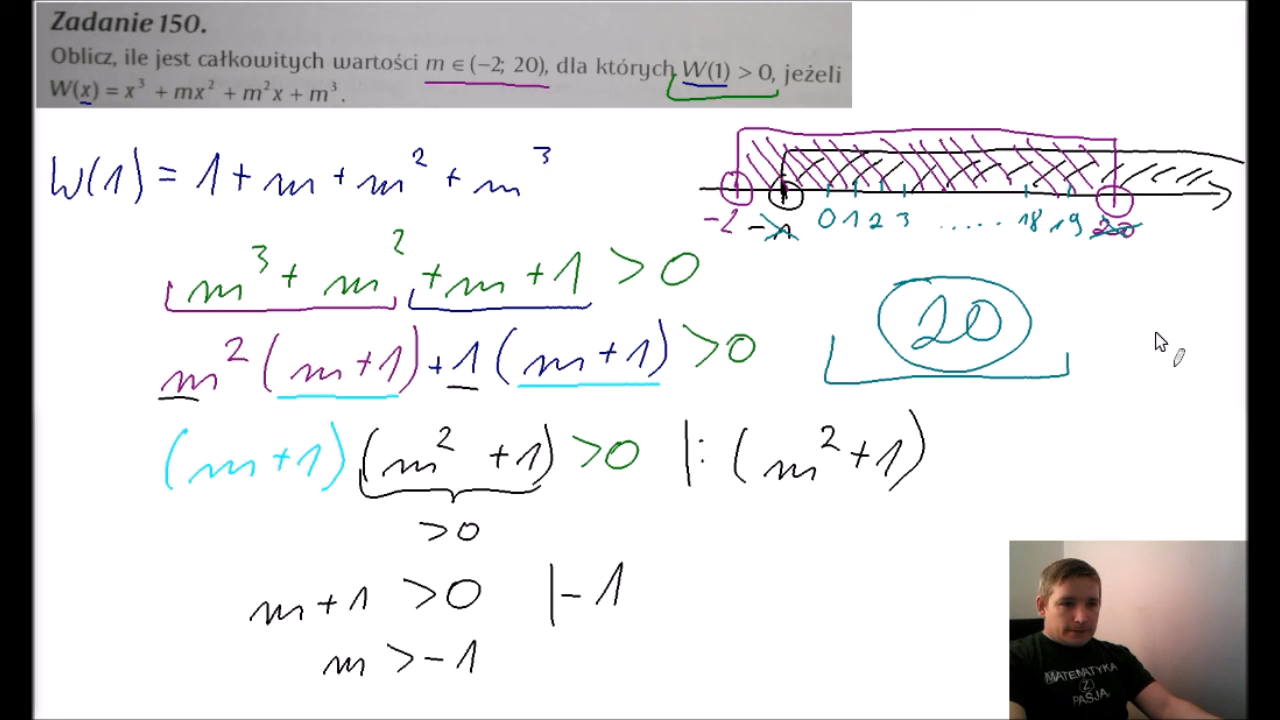 Zadanie 150.
Oblicz, ile jest całkowitych wartości m ∈ (−2; 20), dla których W(1) > 0, jeżeli
W(x) = x³ + mx² + m²x + m³.
W(1) = 1 + m + m² + m³
m³ + m² + m + 1 > 0
m² (m+1) + 1 (m+1) > 0
(m+1) (m² + 1) > 0 |: (m² + 1)
> 0
m + 1 > 0 |− 1
m > − 1
−2 −1 0 1 2 3 ..... 18 19 20
20
MATEMATYKA
Z
PASJĄ